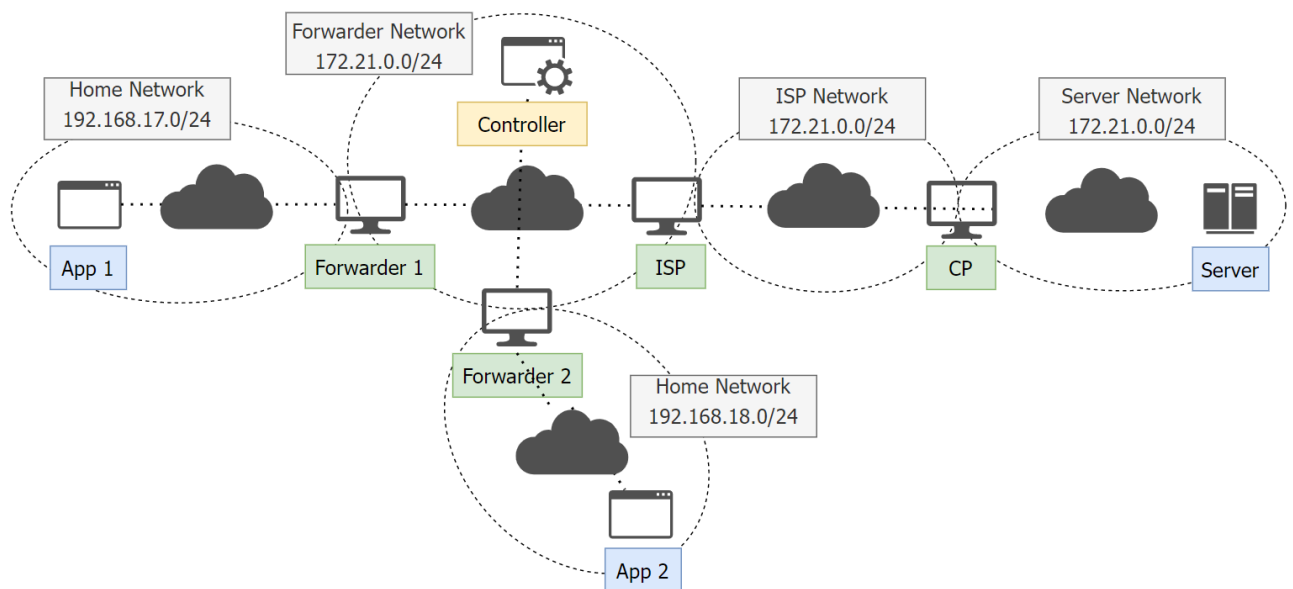 Forwarder Network
172.21.0.0/24
Home Network
192.168.17.0/24
Controller
ISP Network
172.21.0.0/24
Server Network
172.21.0.0/24
App 1
Forwarder 1
ISP
CP
Server
Forwarder 2
Home Network
192.168.18.0/24
App 2